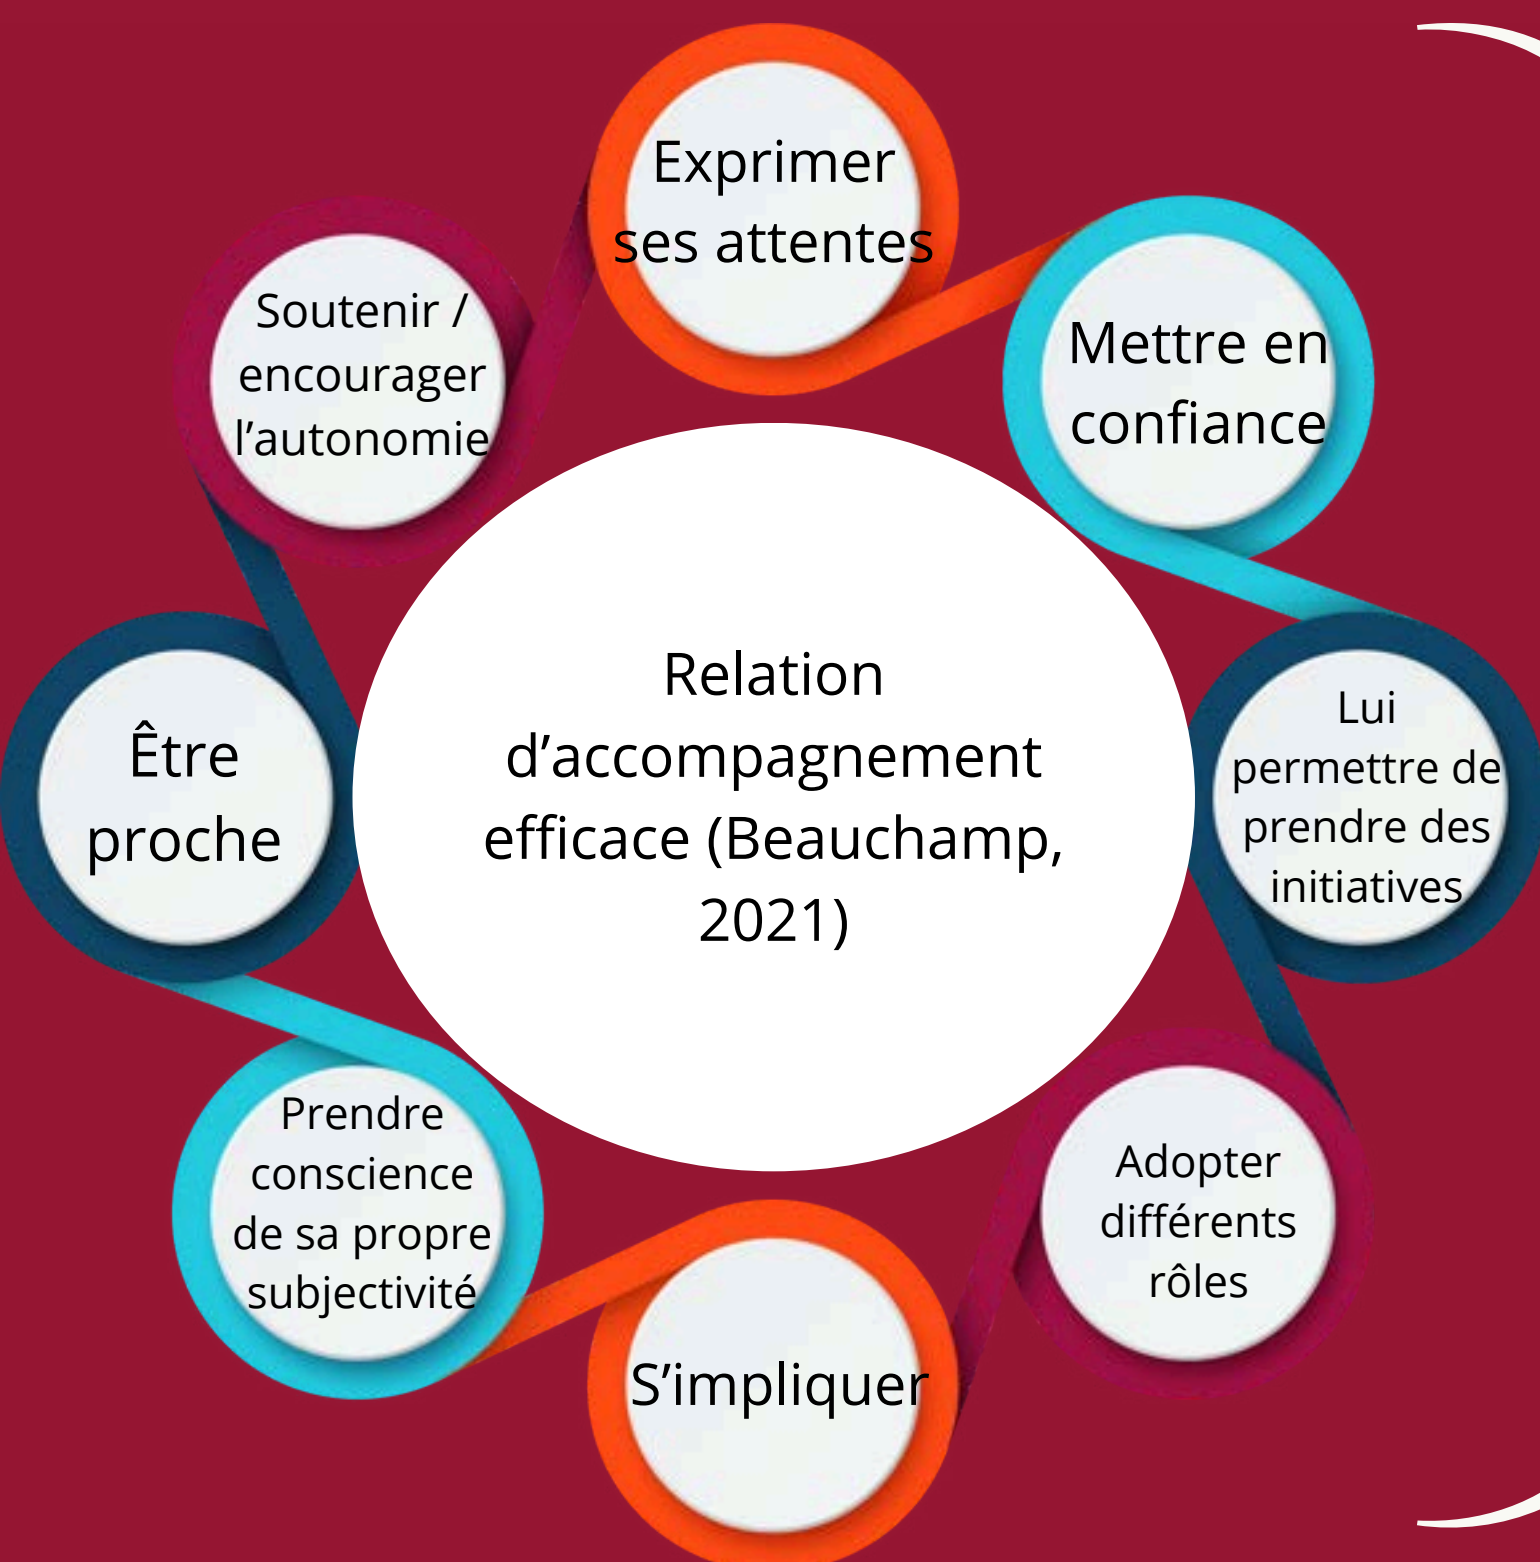 Exprimer
ses attentes
Mettre en
confiance
Lui
permettre de
prendre des
initiatives
Adopter
différents
rôles
S’impliquer
Prendre
conscience
de sa propre
subjectivité
Être
proche
Soutenir /
encourager
l’autonomie
Relation
d’accompagnement
efficace (Beauchamp,
2021)